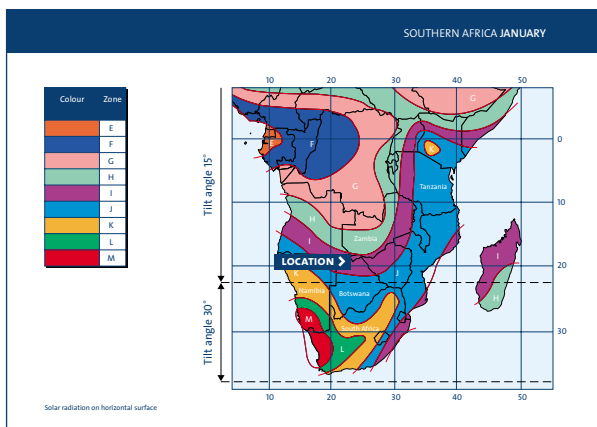 SOUTHERN AFRICA JANUARY
Colour Zone
E
F
G
H
I
J
K
L
M
10 20 30 40 50
Tilt angle 15°
Tilt angle 30°
G
E
F
K
0
Tanzania
G
10
H
Zambia
I
I
LOCATION
J
20
K
Namibia
Botswana
H
M
South Africa
30
L
10 20 30 40 50
Solar radiation on horizontal surface